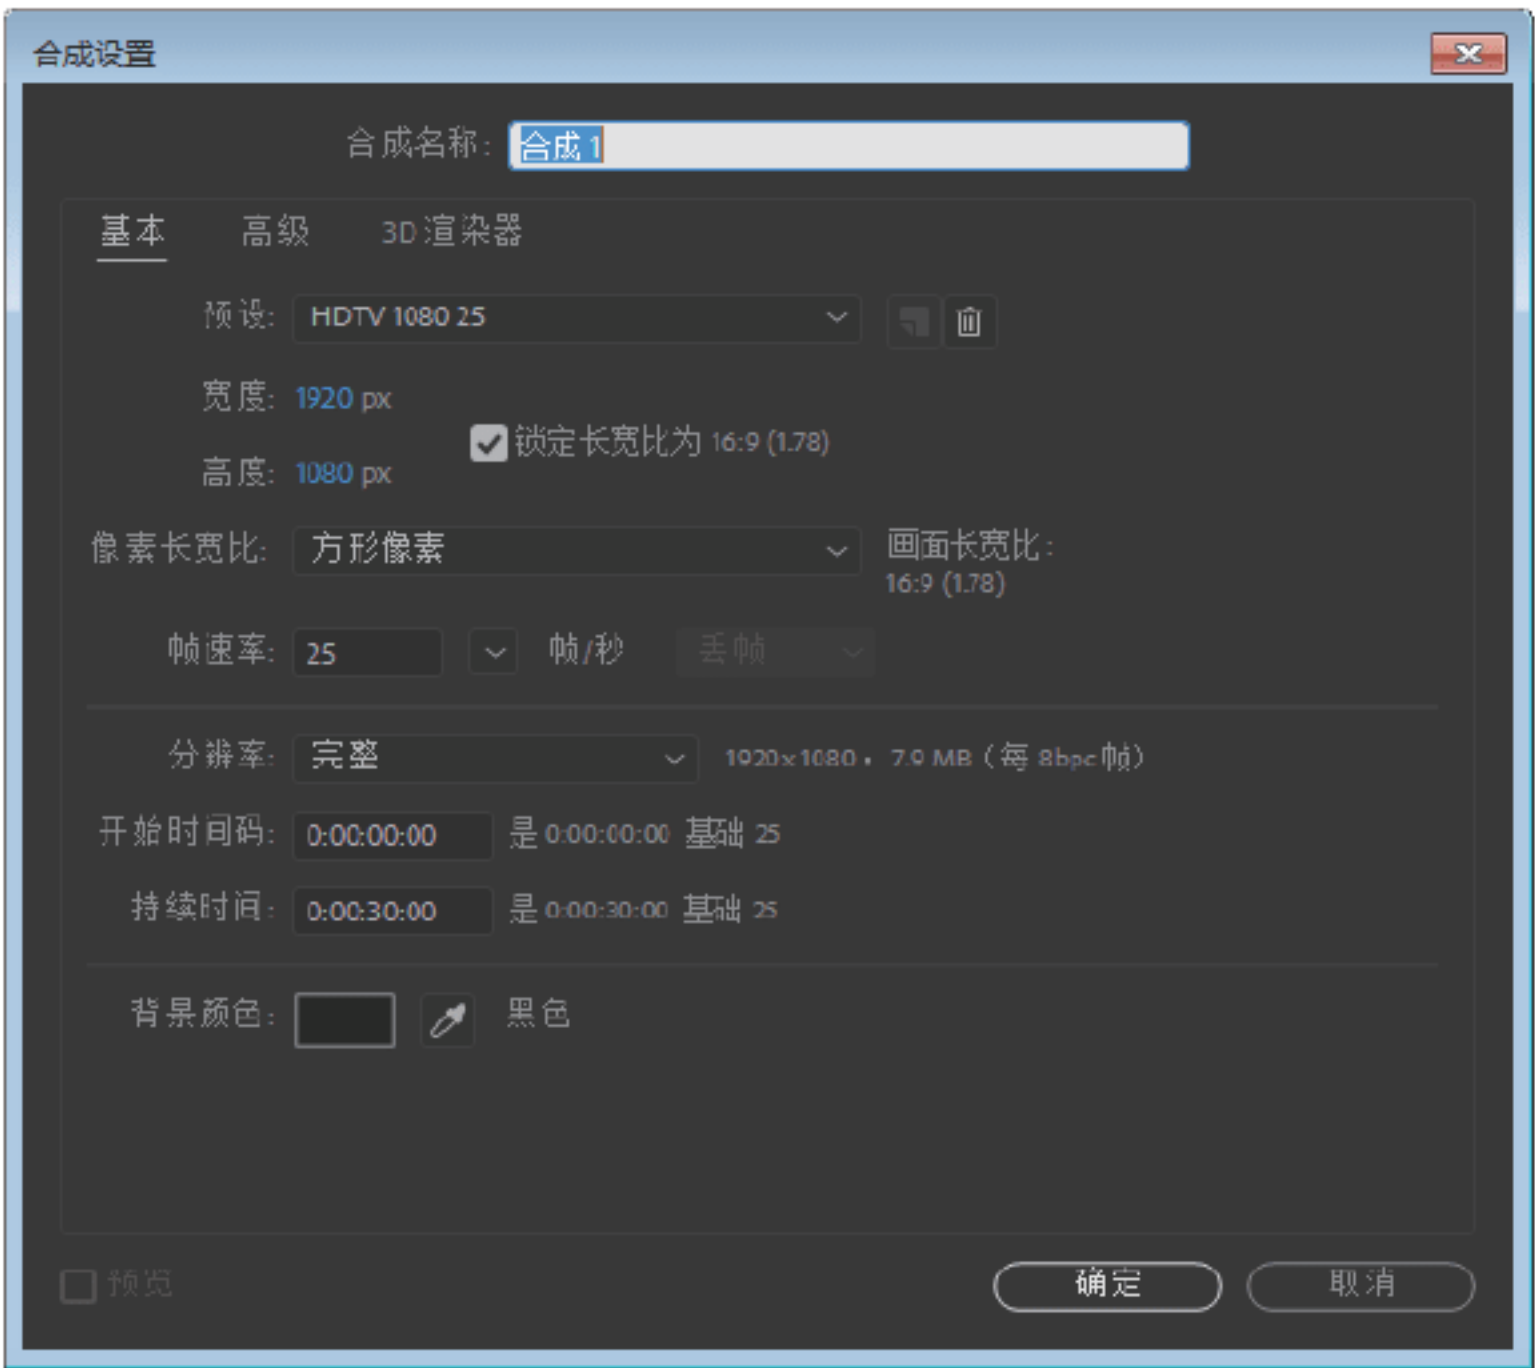 合成设置
合成名称: 合成 1
基本 高级 3D 渲染器
预设: HDTV 1080 25
宽度: 1920 px
锁定长宽比为 16:9 (1.78)
高度: 1080 px
像素长宽比: 方形像素 画面长宽比:
16:9 (1.78)
帧速率: 25 帧/秒 丢帧
分辨率: 完整 1920x1080，7.9 MB（每 8bpc 帧）
开始时间码: 0:00:00:00 是 0:00:00:00 基础 25
持续时间: 0:00:30:00 是 0:00:30:00 基础 25
背景颜色: 黑色
预览 确定 取消